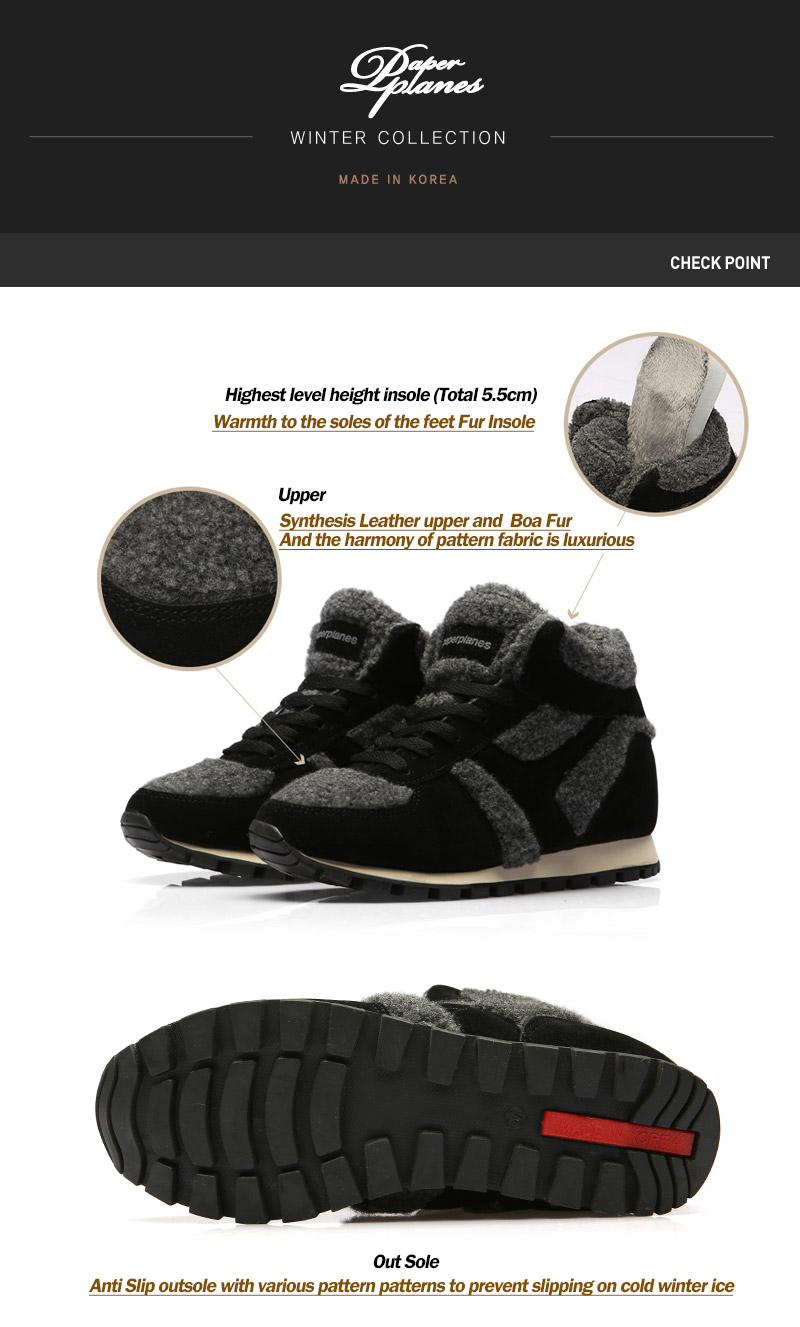 Paper
planes
WINTER COLLECTION
MADE IN KOREA
CHECK POINT
Highest level height insole (Total 5.5cm)
Warmth to the soles of the feet Fur Insole
Upper
Synthesis Leather upper and Boa Fur
And the harmony of pattern fabric is luxurious
paperplanes
paperplanes
MADE IN KOREA
Out Sole
Anti Slip outsole with various pattern patterns to prevent slipping on cold winter ice